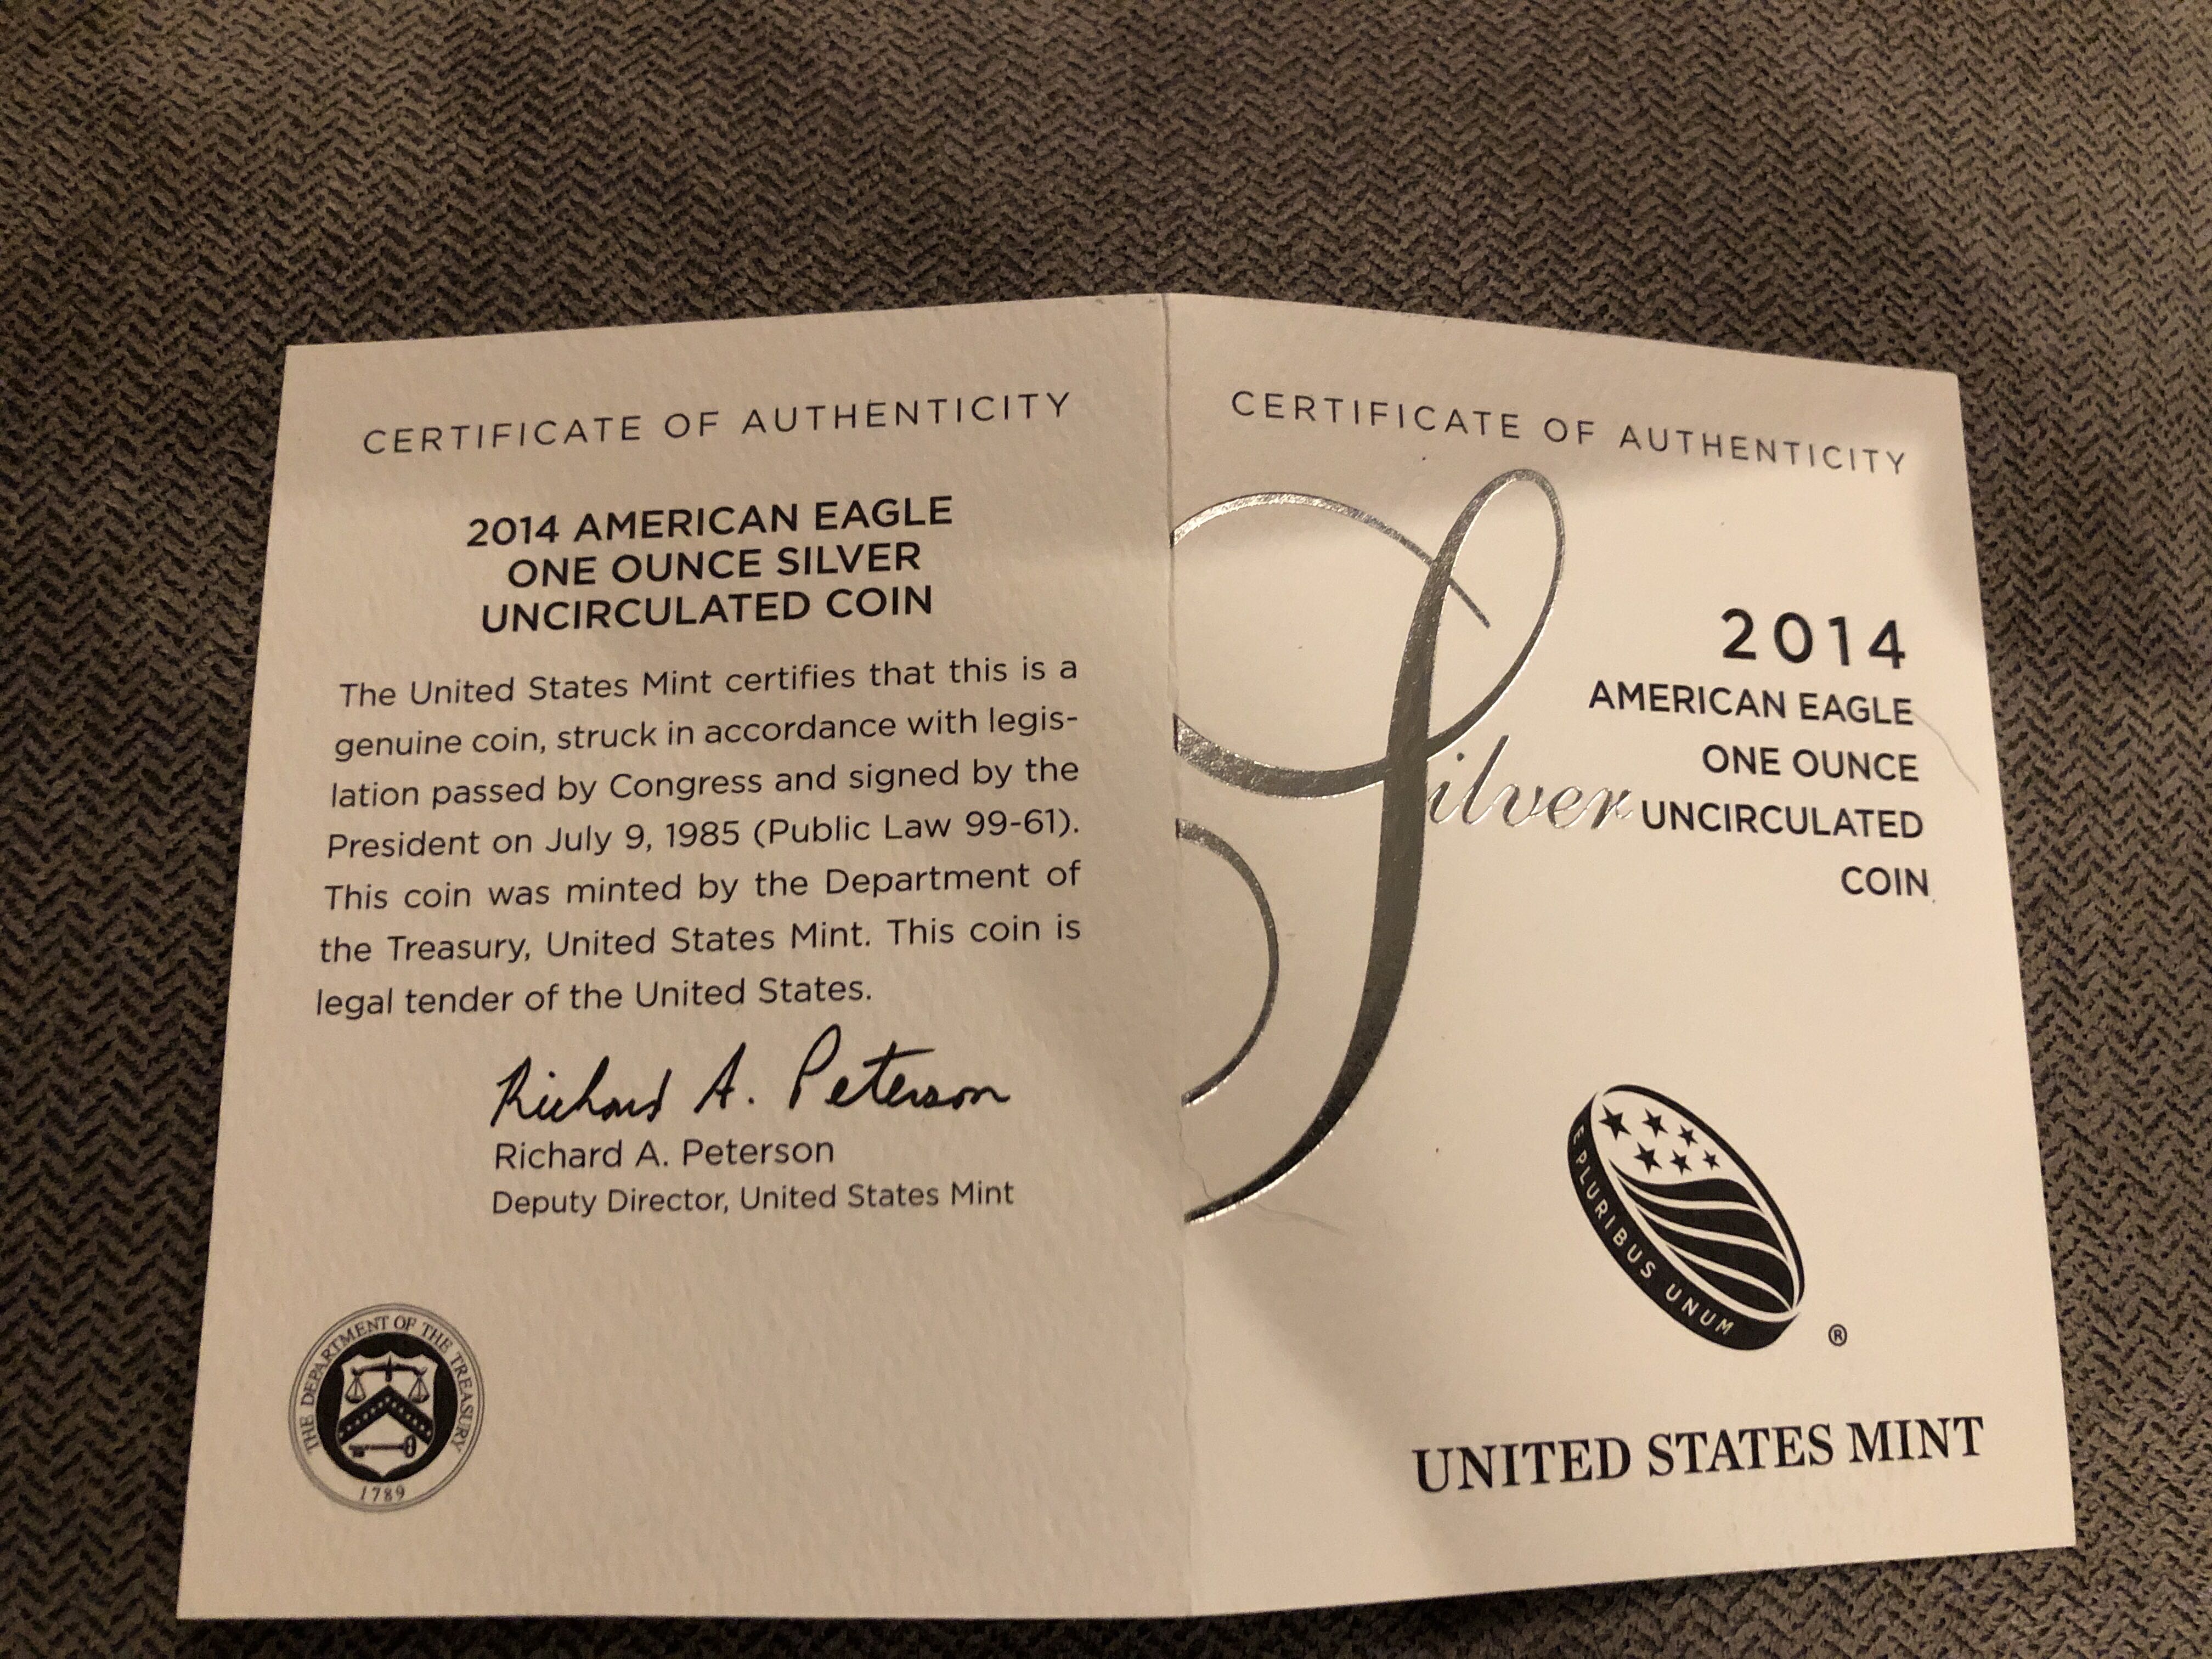 CERTIFICATE OF AUTHENTICITY
2014 AMERICAN EAGLE
ONE OUNCE SILVER
UNCIRCULATED COIN
The United States Mint certifies that this is a
genuine coin, struck in accordance with legis-
lation passed by Congress and signed by the
President on July 9, 1985 (Public Law 99-61).
This coin was minted by the Department of
the Treasury, United States Mint. This coin is
legal tender of the United States.
Richard A. Peterson
Richard A. Peterson
Deputy Director, United States Mint
THE DEPARTMENT OF THE TREASURY
1789
CERTIFICATE OF AUTHENTICITY
Silver
2014
AMERICAN EAGLE
ONE OUNCE
UNCIRCULATED
COIN
E PLURIBUS UNUM
®
UNITED STATES MINT